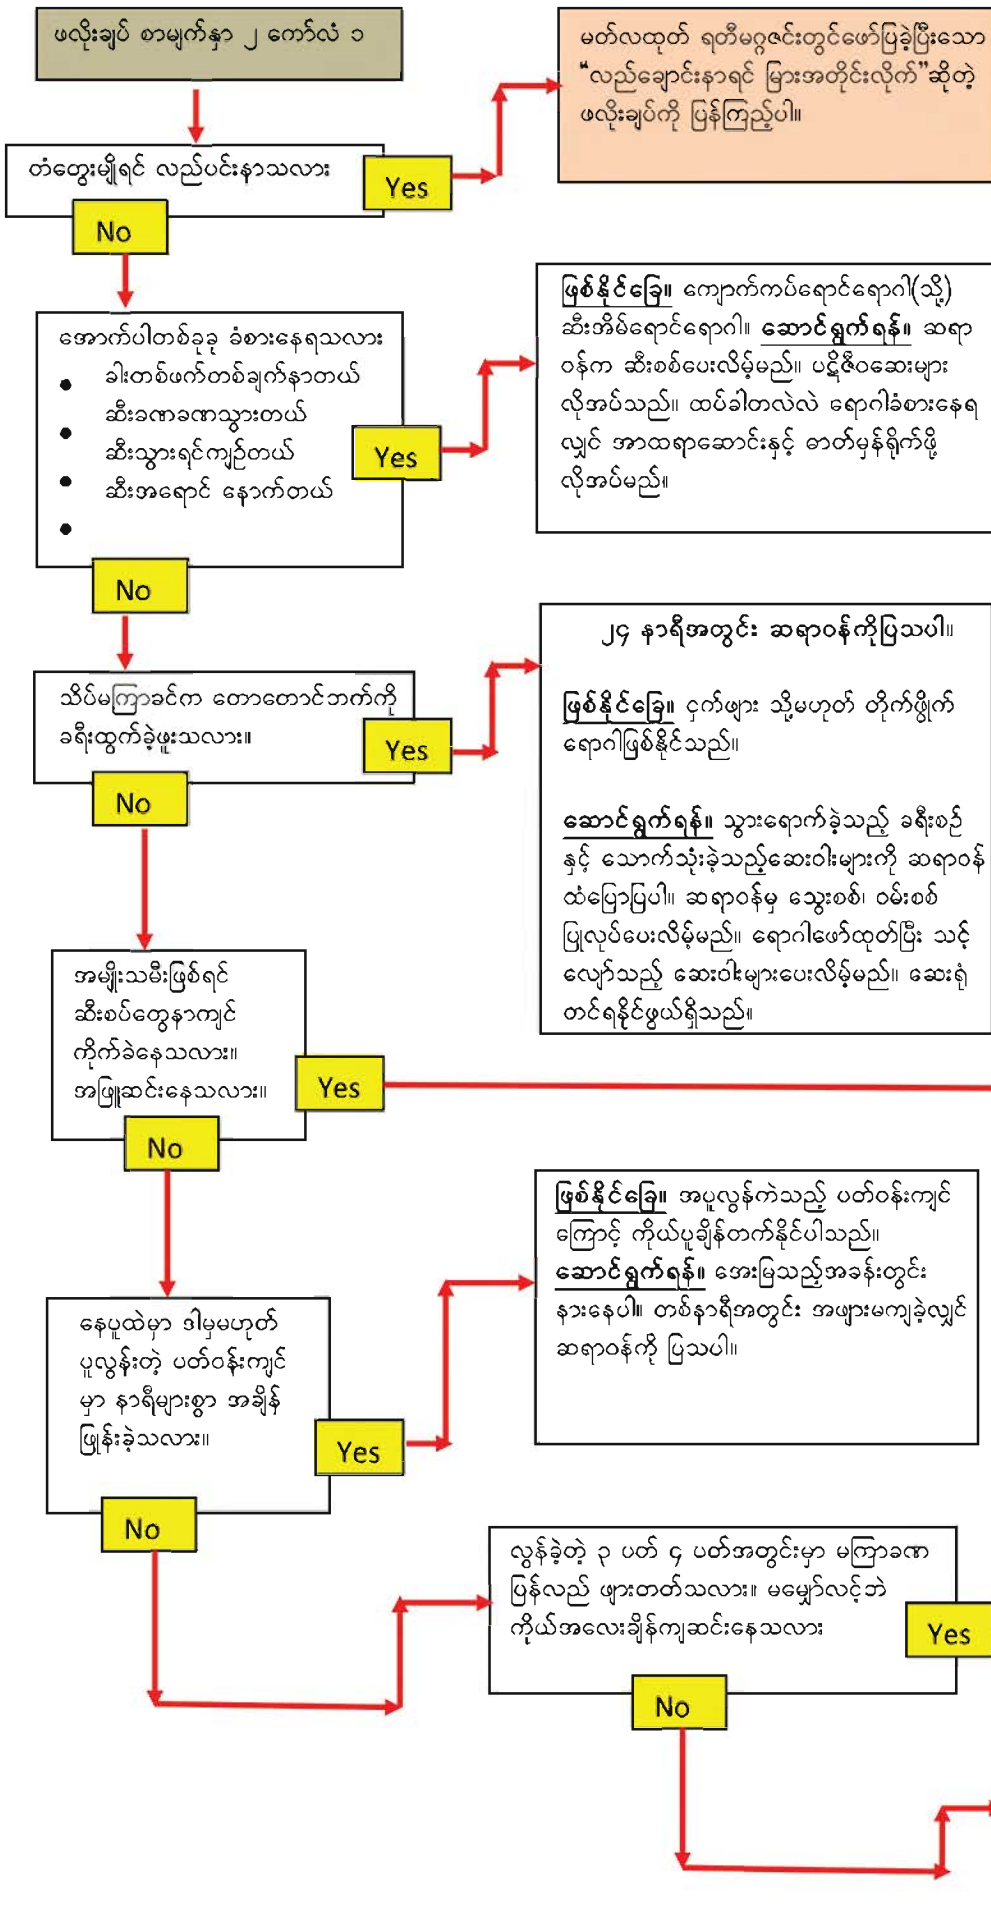 ဖလိုးချပ် စာမျက်နှာ ၂ ကော်လံ ၁
မတ်လထုတ် ရတီမဂ္ဂဇင်းတွင်ဖော်ပြခဲ့ပြီးသော
“လည်ချောင်းနာရင် မြားအတိုင်းလိုက်”ဆိုတဲ့
ဖလိုးချပ်ကို ပြန်ကြည့်ပါ။
တံတွေးမျိုရင် လည်ပင်းနာသလား
Yes
No
အောက်ပါတစ်ခုခု ခံစားနေရသလား
• ခါးတစ်ဖက်တစ်ချက်နာတယ်
• ဆီးခဏခဏသွားတယ်
• ဆီးသွားရင်ကျဉ်တယ်
• ဆီးအရောင် နောက်တယ်
•
Yes
No
ဖြစ်နိုင်ခြေ။ ကျောက်ကပ်ရောင်ရောဂါ(သို့)
ဆီးအိမ်ရောင်ရောဂါ။ ဆောင်ရွက်ရန်။ ဆရာ
ဝန်က ဆီးစစ်ပေးလိမ့်မည်။ ပဋိဇီဝဆေးများ
လိုအပ်သည်။ ထပ်ခါတလဲလဲ ရောဂါခံစားနေရ
လျှင် အာထရာဆောင်းနှင့် ဓာတ်မှန်ရိုက်ဖို့
လိုအပ်မည်။
သိပ်မကြာခင်က တောတောင်ဘက်ကို
ခရီးထွက်ခဲ့ဖူးသလား။
Yes
No
၂၄ နာရီအတွင်း ဆရာဝန်ကိုပြသပါ။
ဖြစ်နိုင်ခြေ။ ငှက်ဖျား သို့မဟုတ် တိုက်ဖွိုက်
ရောဂါဖြစ်နိုင်သည်။
ဆောင်ရွက်ရန်။ သွားရောက်ခဲ့သည့် ခရီးစဉ်
နှင့် သောက်သုံးခဲ့သည့်ဆေးဝါးများကို ဆရာဝန်
ထံပြောပြပါ။ ဆရာဝန်မှ သွေးစစ်၊ ဝမ်းစစ်
ပြုလုပ်ပေးလိမ့်မည်။ ရောဂါဖော်ထုတ်ပြီး သင့်
လျော်သည့် ဆေးဝါးများပေးလိမ့်မည်။ ဆေးရုံ
တင်ရနိုင်ဖွယ်ရှိသည်။
အမျိုးသမီးဖြစ်ရင်
ဆီးစပ်တွေနာကျင်
ကိုက်ခဲနေသလား။
အဖြူဆင်းနေသလား။
Yes
No
ဖြစ်နိုင်ခြေ။ အပူလွန်ကဲသည့် ပတ်ဝန်းကျင်
ကြောင့် ကိုယ်ပူချိန်တက်နိုင်ပါသည်။
ဆောင်ရွက်ရန်။ အေးမြသည့်အခန်းတွင်း
နားနေပါ။ တစ်နာရီအတွင်း အဖျားမကျခဲ့လျှင်
ဆရာဝန်ကို ပြသပါ။
နေပူထဲမှာ ဒါမှမဟုတ်
ပူလွန်းတဲ့ ပတ်ဝန်းကျင်
မှာ နာရီများစွာ အချိန်
ဖြုန်းခဲ့သလား။
Yes
No
လွန်ခဲ့တဲ့ ၃ ပတ် ၄ ပတ်အတွင်းမှာ မကြာခဏ
ပြန်လည် ဖျားတတ်သလား။ မမျှော်လင့်ဘဲ
ကိုယ်အလေးချိန်ကျဆင်းနေသလား
Yes
No